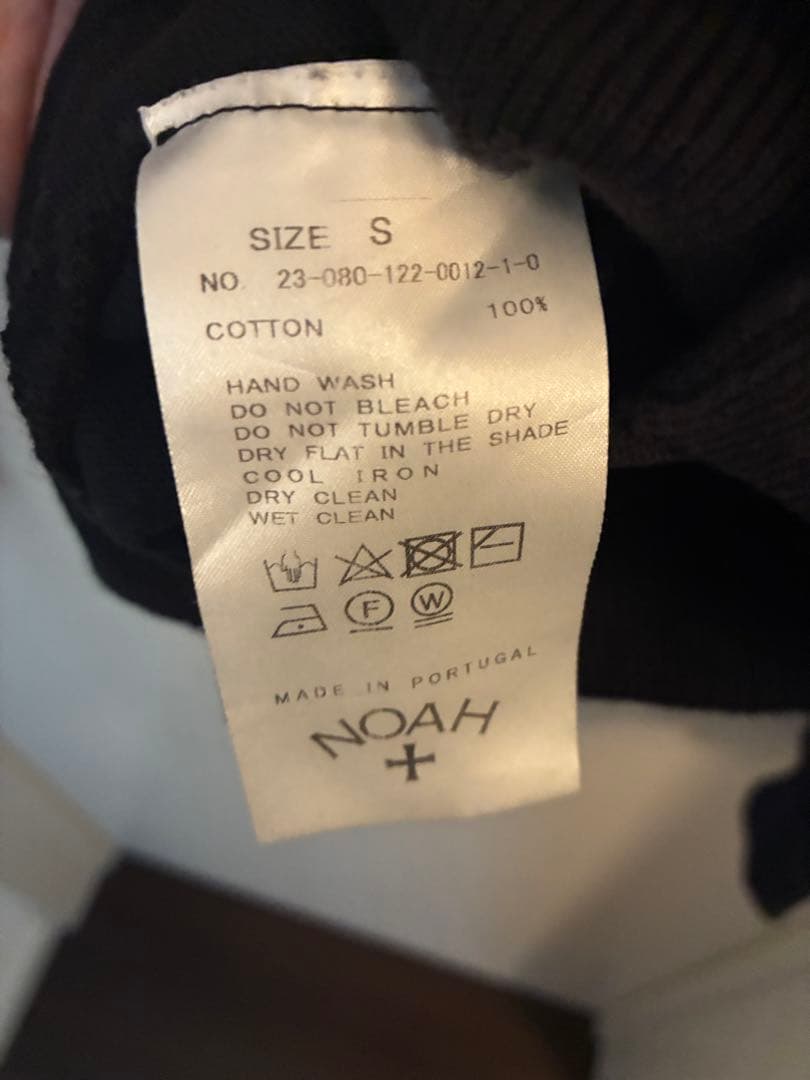 SIZE S
NO. 23-080-122-0012-1-0
COTTON 100%
HAND WASH
DO NOT BLEACH
DO NOT TUMBLE DRY
DRY FLAT IN THE SHADE
COOL IRON
DRY CLEAN
WET CLEAN
F W
MADE IN PORTUGAL
NOAH